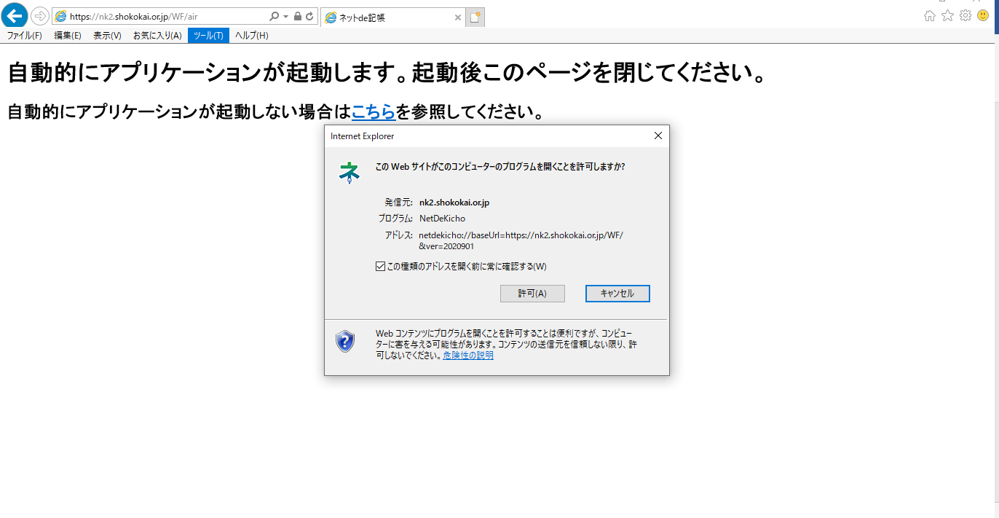 https://nk2.shokokai.or.jp/WF/air
ネットde記帳
ファイル(F) 編集(E) 表示(V) お気に入り(A) ツール(T) ヘルプ(H)
自動的にアプリケーションが起動します。起動後このページを閉じてください。
自動的にアプリケーションが起動しない場合はこちらを参照してください。
Internet Explorer
ネ
この Web サイトがこのコンピューターのプログラムを開くことを許可しますか?
発信元: nk2.shokokai.or.jp
プログラム: NetDeKicho
アドレス: netdekicho://baseUrl=https://nk2.shokokai.or.jp/WF/
&ver=2020901
この種類のアドレスを開く前に常に確認する(W)
許可(A) キャンセル
Web コンテンツにプログラムを開くことを許可することは便利ですが、コンピュー
ターに害を与える可能性があります。コンテンツの送信元を信頼しない限り、許
可しないでください。危険性の説明